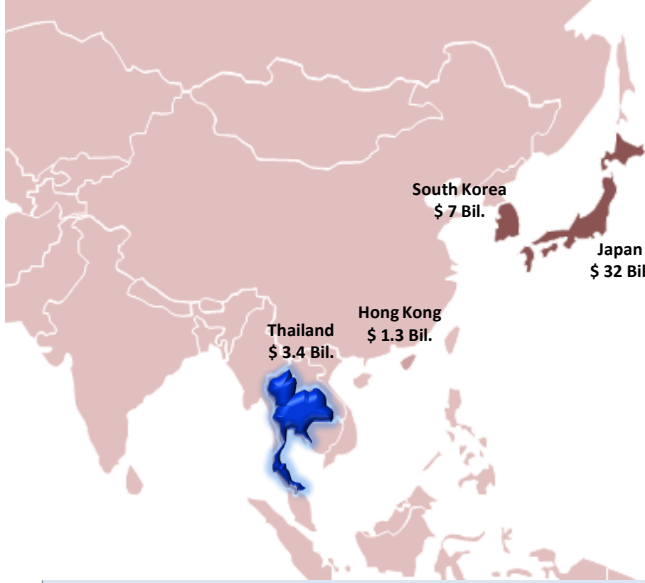 South Korea
$ 7 Bil.
Japan
$ 32 Bil
Hong Kong
$ 1.3 Bil.
Thailand
$ 3.4 Bil.